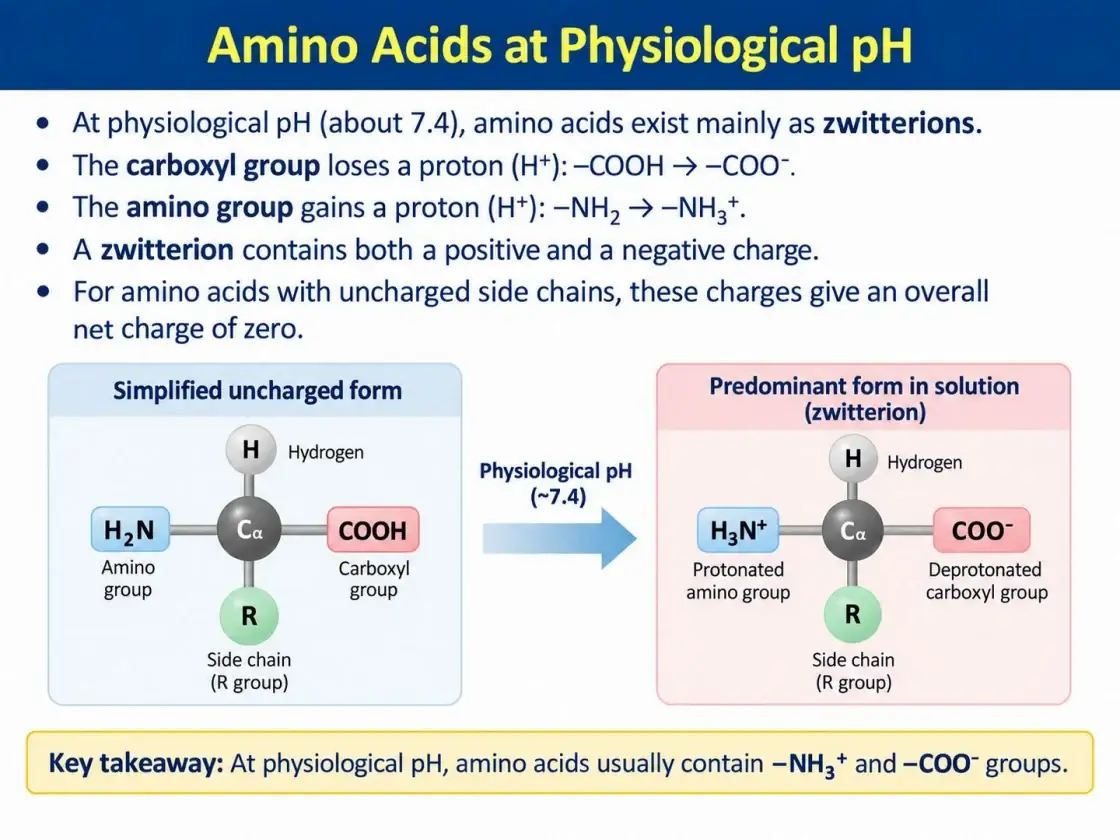 Amino Acids at Physiological pH
• At physiological pH (about 7.4), amino acids exist mainly as zwitterions.
• The carboxyl group loses a proton (H⁺): –COOH → –COO⁻.
• The amino group gains a proton (H⁺): –NH₂ → –NH₃⁺.
• A zwitterion contains both a positive and a negative charge.
• For amino acids with uncharged side chains, these charges give an overall
net charge of zero.
Simplified uncharged form
H
Hydrogen
H₂N
Cα
COOH
Amino
group
Carboxyl
group
R
Side chain
(R group)
Physiological pH
(~7.4)
Predominant form in solution
(zwitterion)
H
Hydrogen
H₃N⁺
Cα
COO⁻
Protonated
amino group
Deprotonated
carboxyl group
R
Side chain
(R group)
Key takeaway: At physiological pH, amino acids usually contain –NH₃⁺ and –COO⁻ groups.